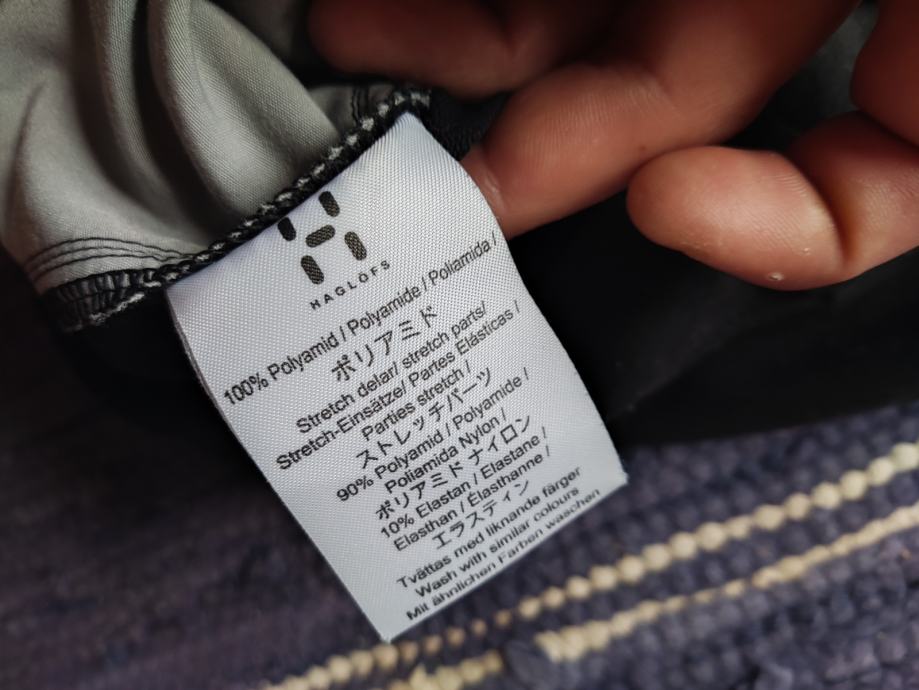 HAGLÖFS
100% Polyamid / Polyamide / Poliamida /
ポリアミド
Stretch delar/ stretch parts/
Stretch-Einsätze/ Partes Elásticas /
Parties stretch /
ストレッチパーツ
90% Polyamid / Polyamide /
Poliamida Nylon /
ポリアミド ナイロン
10% Elastan / Elastane /
Elasthan / Élasthanne /
エラスティン
Tvättas med liknande färger
Wash with similar colours
Mit ähnlichen Farben waschen